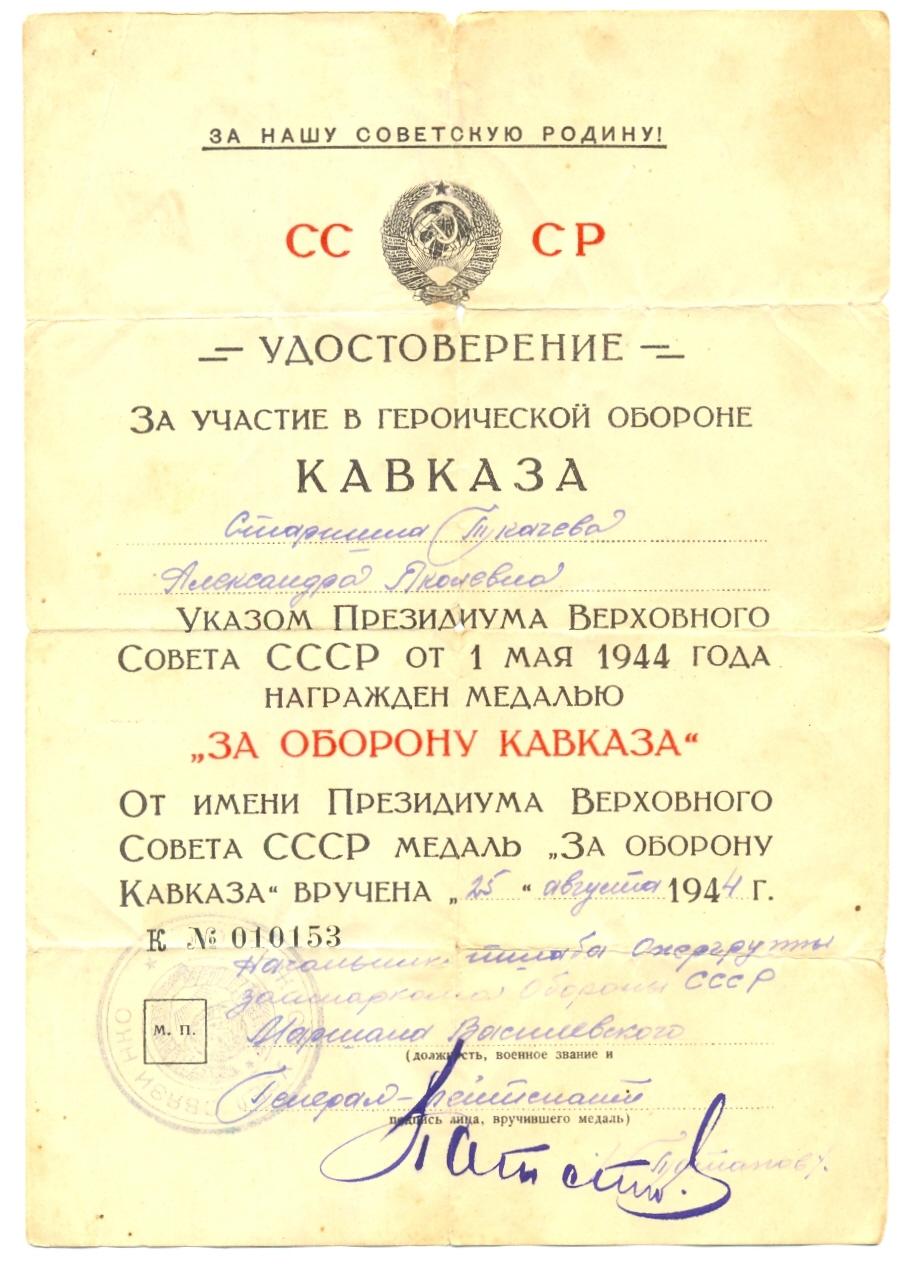 ЗА НАШУ СОВЕТСКУЮ РОДИНУ!
СС СР
УДОСТОВЕРЕНИЕ
ЗА УЧАСТИЕ В ГЕРОИЧЕСКОЙ ОБОРОНЕ
КАВКАЗА
Старшина Тукачева
Александра Яковлевна
УКАЗОМ ПРЕЗИДИУМА ВЕРХОВНОГО
СОВЕТА СССР ОТ 1 МАЯ 1944 ГОДА
НАГРАЖДЕН МЕДАЛЬЮ
„ЗА ОБОРОНУ КАВКАЗА“
ОТ ИМЕНИ ПРЕЗИДИУМА ВЕРХОВНОГО
СОВЕТА СССР МЕДАЛЬ „ЗА ОБОРОНУ
КАВКАЗА“ ВРУЧЕНА „25“ августа 1944 Г.
К № 010153
Начальник штаба Опергруппы
замнаркома Обороны СССР
М. П.
Маршала Василевского
(должность, военное звание и
Генерал-лейтенант
подпись лица, вручившего медаль)